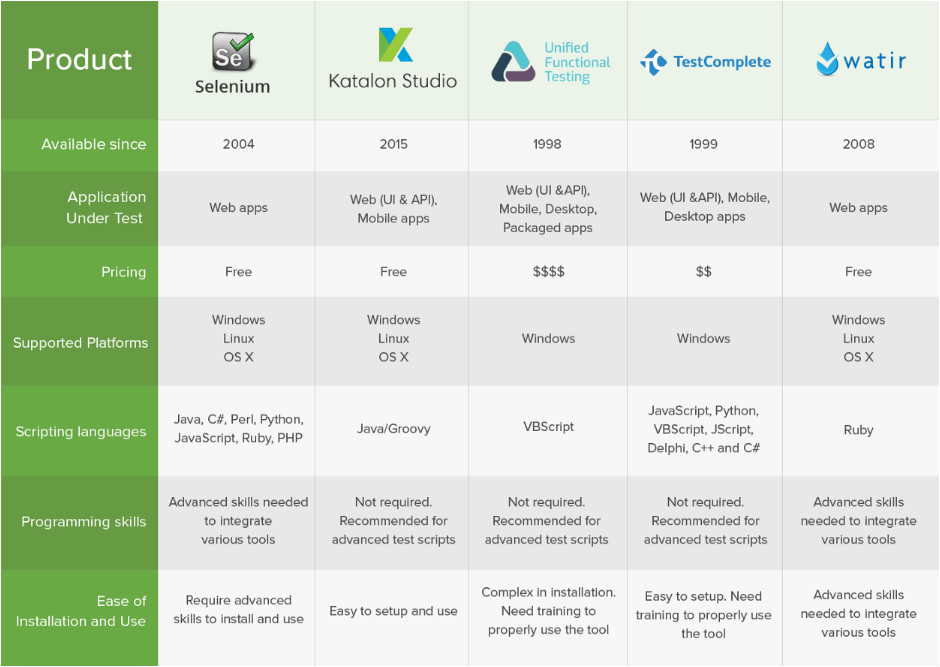 Product
Se
Selenium
Katalon Studio
Unified
Functional
Testing
TestComplete
watir
Available since
2004
2015
1998
1999
2008
Application
Under Test
Web apps
Web (UI & API),
Mobile apps
Web (UI &API),
Mobile, Desktop,
Packaged apps
Web (UI &API), Mobile,
Desktop apps
Web apps
Pricing
Free
Free
$$$$
$$
Free
Supported Platforms
Windows
Linux
OS X
Windows
Linux
OS X
Windows
Windows
Windows
Linux
OS X
Scripting languages
Java, C#, Perl, Python,
JavaScript, Ruby, PHP
Java/Groovy
VBScript
JavaScript, Python,
VBScript, JScript,
Delphi, C++ and C#
Ruby
Programming skills
Advanced skills needed
to integrate
various tools
Not required.
Recommended for
advanced test scripts
Not required.
Recommended for
advanced test scripts
Not required.
Recommended for
advanced test scripts
Advanced skills
needed to integrate
various tools
Ease of
Installation and Use
Require advanced
skills to install and use
Easy to setup and use
Complex in installation.
Need training to
properly use the tool
Easy to setup. Need
training to properly use
the tool
Advanced skills
needed to integrate
various tools